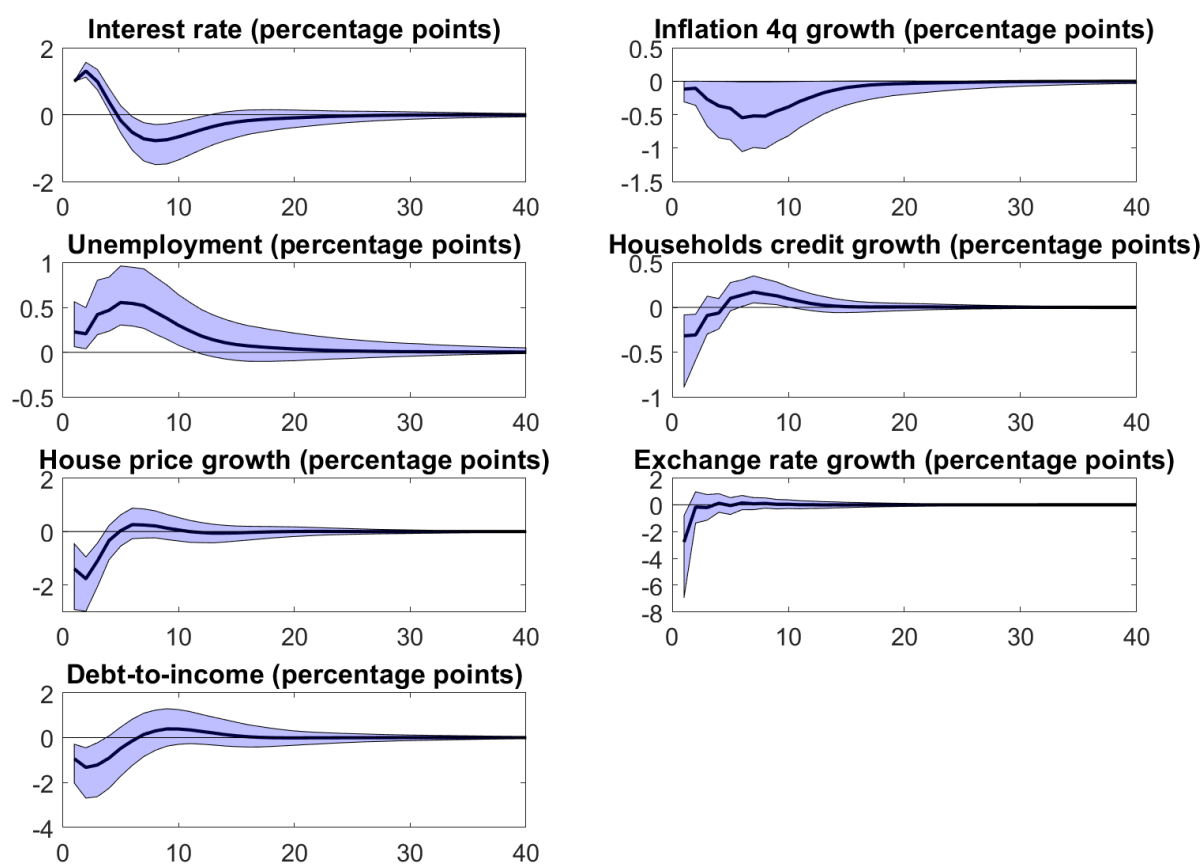 Interest rate (percentage points)
2
0
-2
0 10 20 30 40
Inflation 4q growth (percentage points)
0.5
0
-0.5
-1
-1.5
0 10 20 30 40
Unemployment (percentage points)
1
0.5
0
-0.5
0 10 20 30 40
Households credit growth (percentage points)
0.5
0
-0.5
-1
0 10 20 30 40
House price growth (percentage points)
2
0
-2
0 10 20 30 40
Exchange rate growth (percentage points)
2
0
-2
-4
-6
-8
0 10 20 30 40
Debt-to-income (percentage points)
2
0
-2
-4
0 10 20 30 40